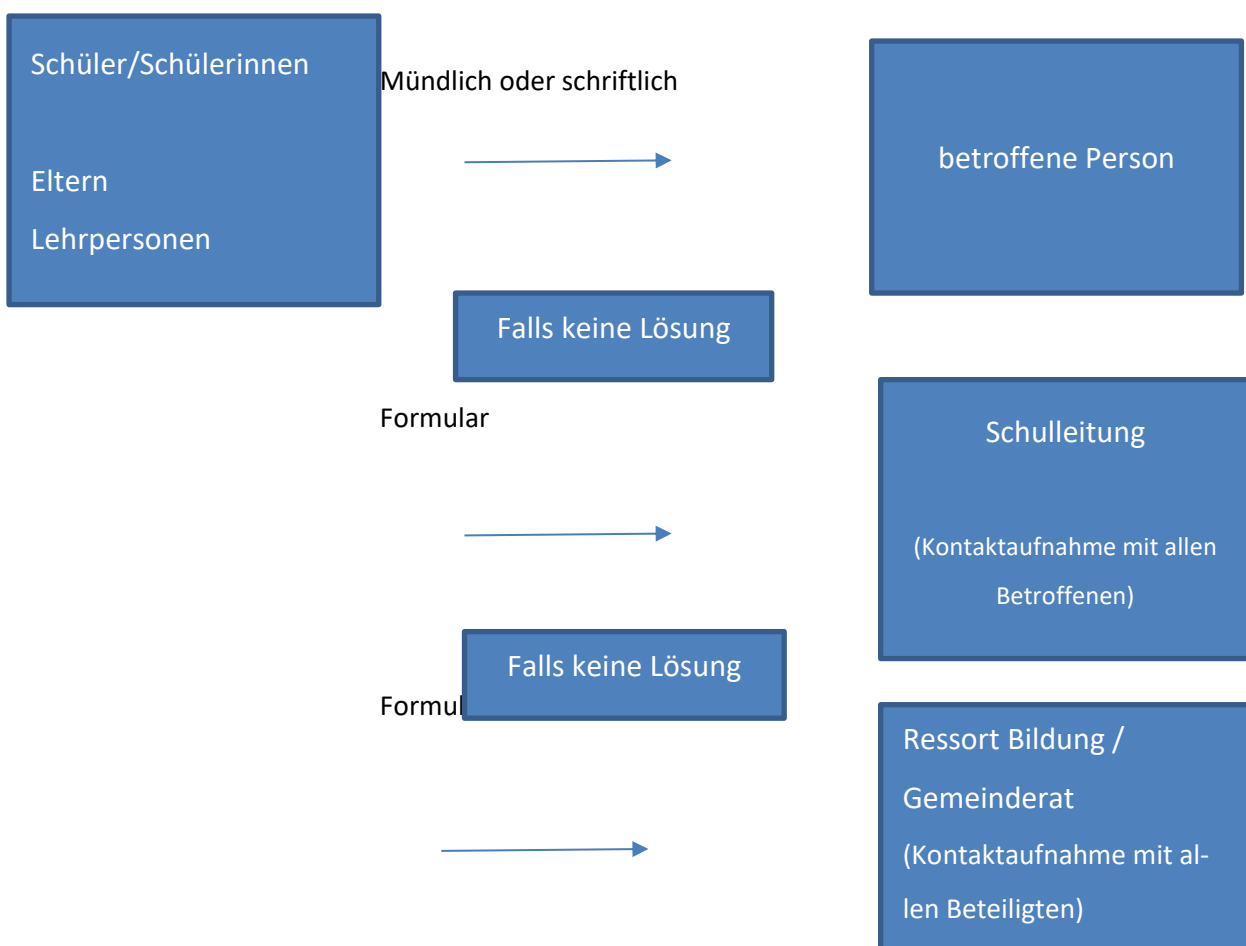 Schüler/Schülerinnen
Eltern
Lehrpersonen
Mündlich oder schriftlich
betroffene Person
Falls keine Lösung
Formular
Schulleitung
(Kontaktaufnahme mit allen
Betroffenen)
Falls keine Lösung
Formul
Ressort Bildung /
Gemeinderat
(Kontaktaufnahme mit al-
len Beteiligten)